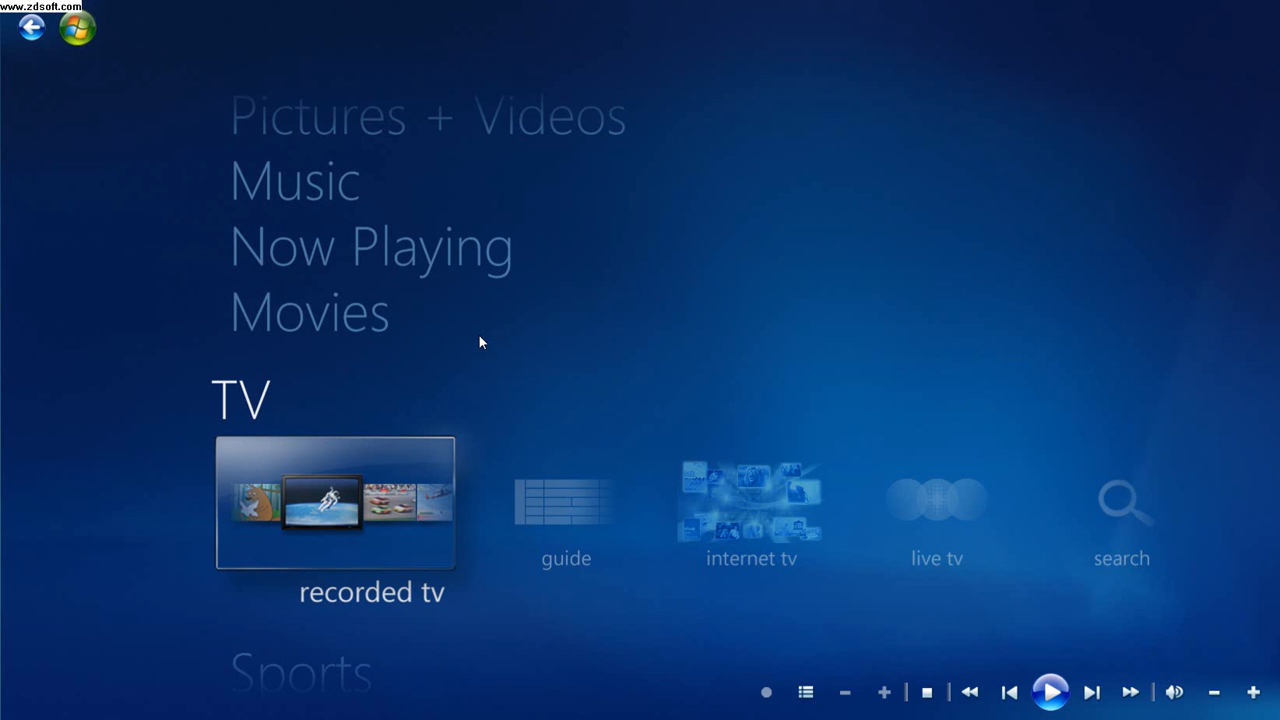 www.zdsoft.com
Pictures + Videos
Music
Now Playing
Movies
TV
recorded tv
guide
internet tv
live tv
search
Sports